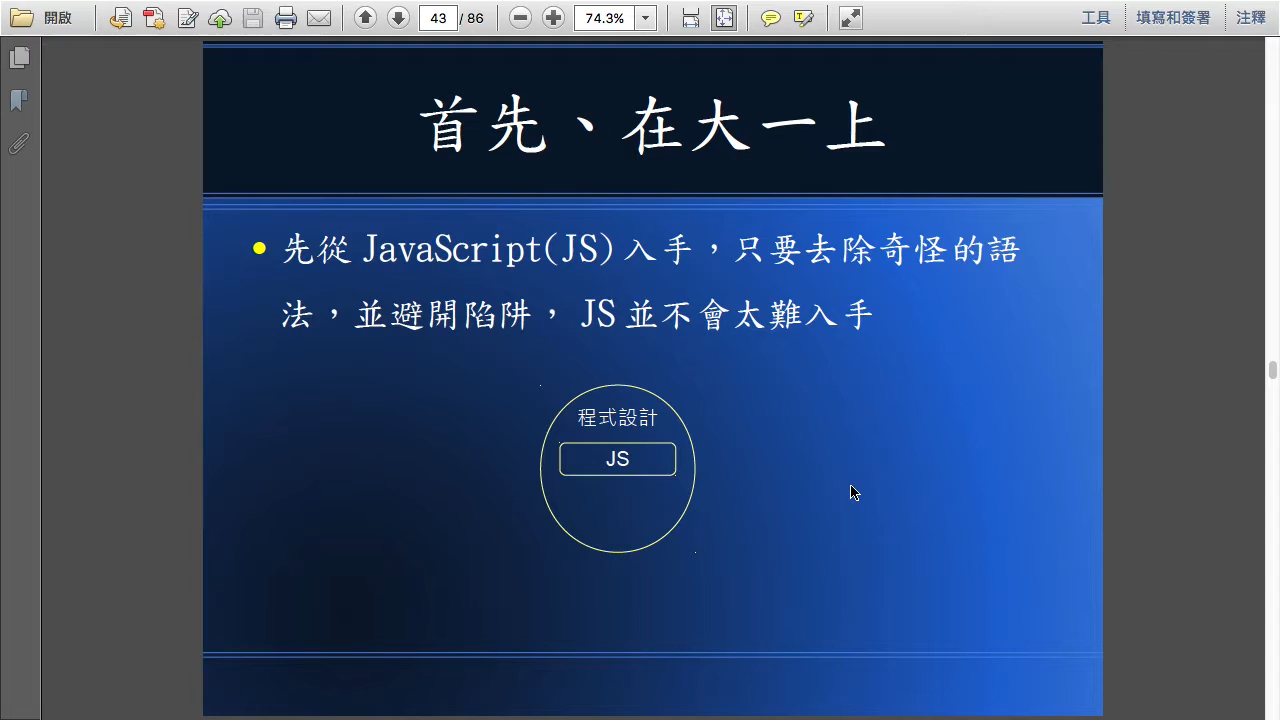 開啟
43 / 86
74.3%
工具
填寫和簽署
注釋
首先、在大一上
先從 JavaScript(JS)入手，只要去除奇怪的語
法，並避開陷阱， JS 並不會太難入手
程式設計
JS